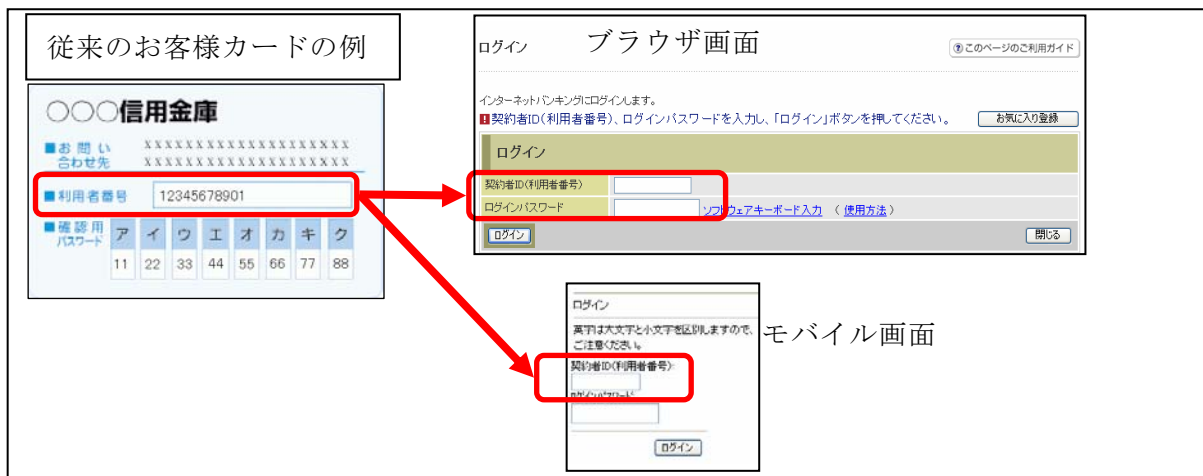 従来のお客様カードの例
○○○信用金庫
■お問い合わせ先
XXXXXXXXXXXXXXXXXX
XXXXXXXXXXXXXXXXXX
■利用者番号 12345678901
■確認用パスワード
ア イ ウ エ オ カ キ ク
11 22 33 44 55 66 77 88
ブラウザ画面
ログイン
このページのご利用ガイド
インターネットバンキングにログインします。
契約者ID(利用者番号)、ログインパスワードを入力し、「ログイン」ボタンを押してください。
お気に入り登録
ログイン
契約者ID(利用者番号)
ログインパスワード ソフトウェアキーボード入力 (使用方法)
ログイン 閉じる
モバイル画面
ログイン
英字は大文字と小文字を区別しますので、
ご注意ください。
契約者ID(利用者番号):
ログインパスワード
ログイン